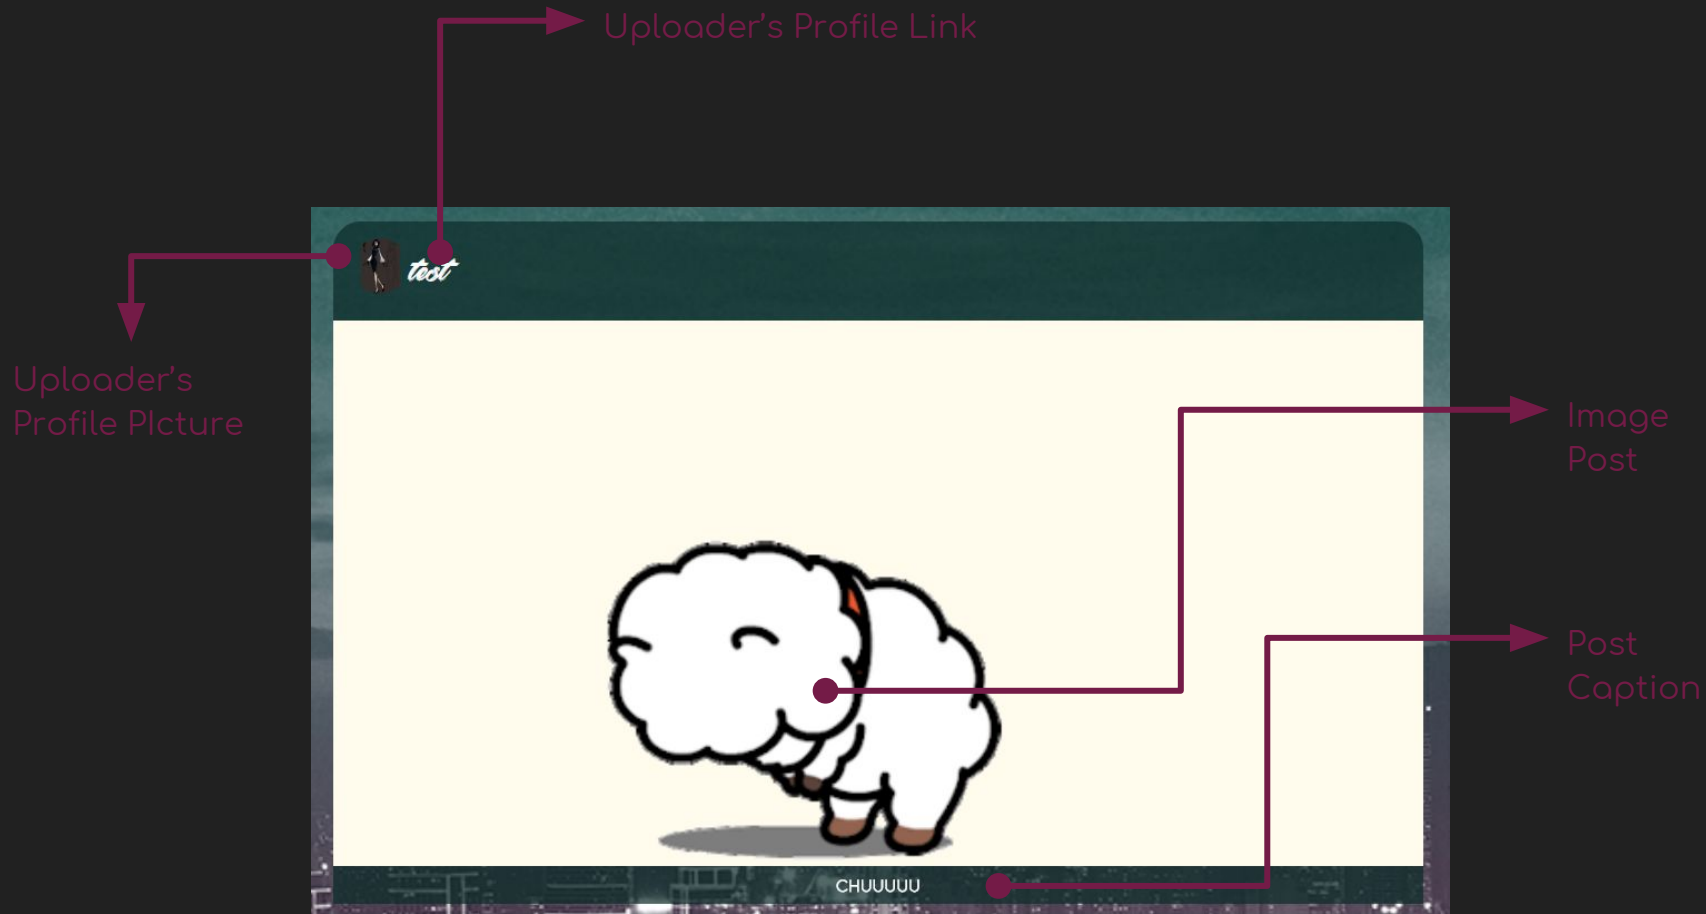 Uploader’s Profile Link
test
Uploader’s
Profile PIcture
Image
Post
Post
Caption
CHUUUUU